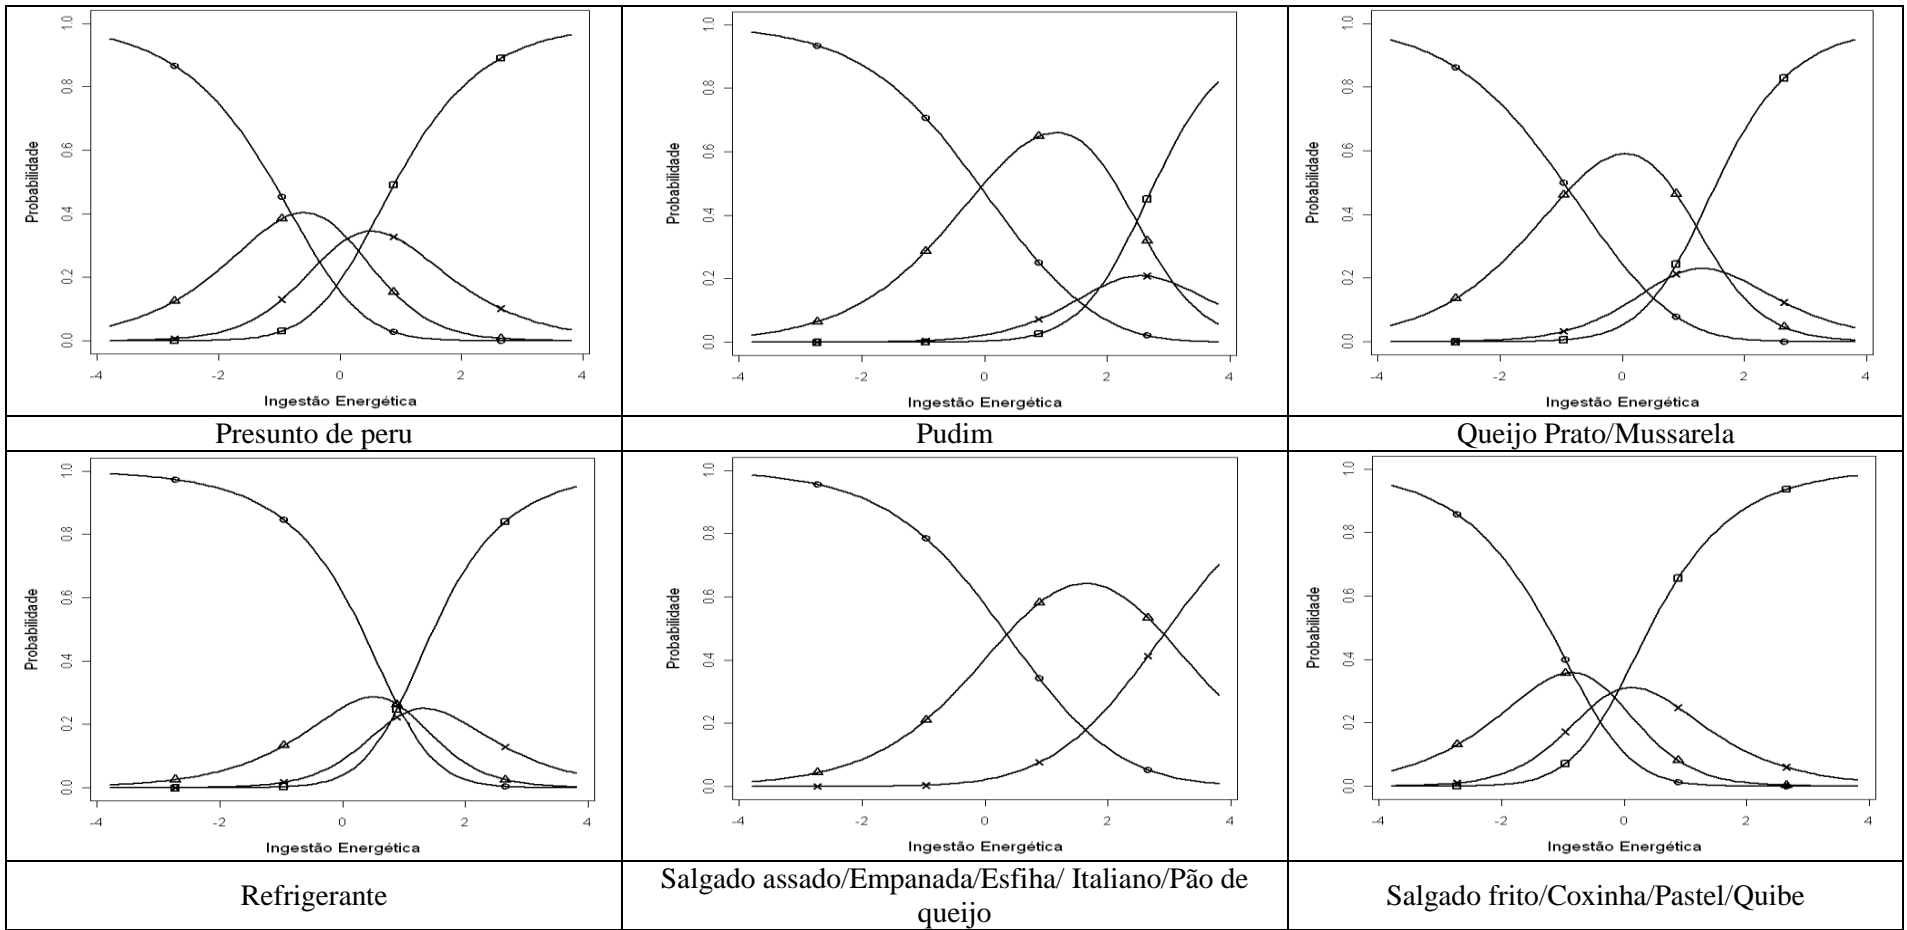 1.0
0.8
0.6
0.4
0.2
0.0
Probabilidade
-4 -2 0 2 4
Ingestão Energética
1.0
0.8
0.6
0.4
0.2
0.0
Probabilidade
-4 -2 0 2 4
Ingestão Energética
1.0
0.8
0.6
0.4
0.2
0.0
Probabilidade
-4 -2 0 2 4
Ingestão Energética
Presunto de peru
Pudim
Queijo Prato/Mussarela
1.0
0.8
0.6
0.4
0.2
0.0
Probabilidade
-4 -2 0 2 4
Ingestão Energética
1.0
0.8
0.6
0.4
0.2
0.0
Probabilidade
-4 -2 0 2 4
Ingestão Energética
1.0
0.8
0.6
0.4
0.2
0.0
Probabilidade
-4 -2 0 2 4
Ingestão Energética
Refrigerante
Salgado assado/Empanada/Esfiha/ Italiano/Pão de
queijo
Salgado frito/Coxinha/Pastel/Quibe